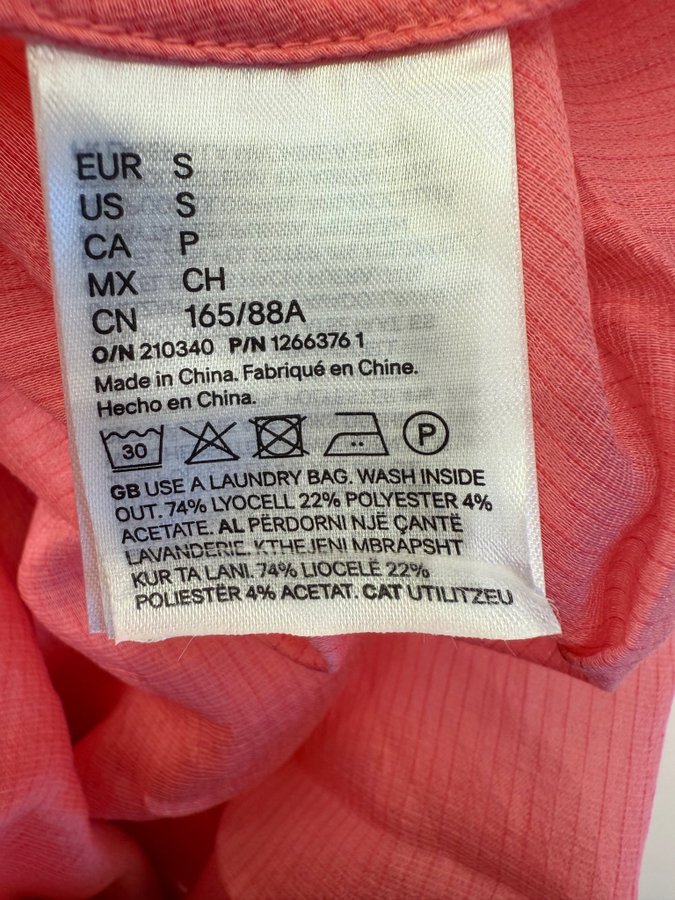 EUR S
US S
CA P
MX CH
CN 165/88A
O/N 210340 P/N 1266376 1
Made in China. Fabriqué en Chine.
Hecho en China.
30 P
GB USE A LAUNDRY BAG. WASH INSIDE
OUT. 74% LYOCELL 22% POLYESTER 4%
ACETATE. AL PËRDORNI NJË ÇANTË
LAVANDERIE. KTHEJENI MBRAPSHT
KUR TA LANI. 74% LIOCELË 22%
POLIESTËR 4% ACETAT. CAT UTILITZEU